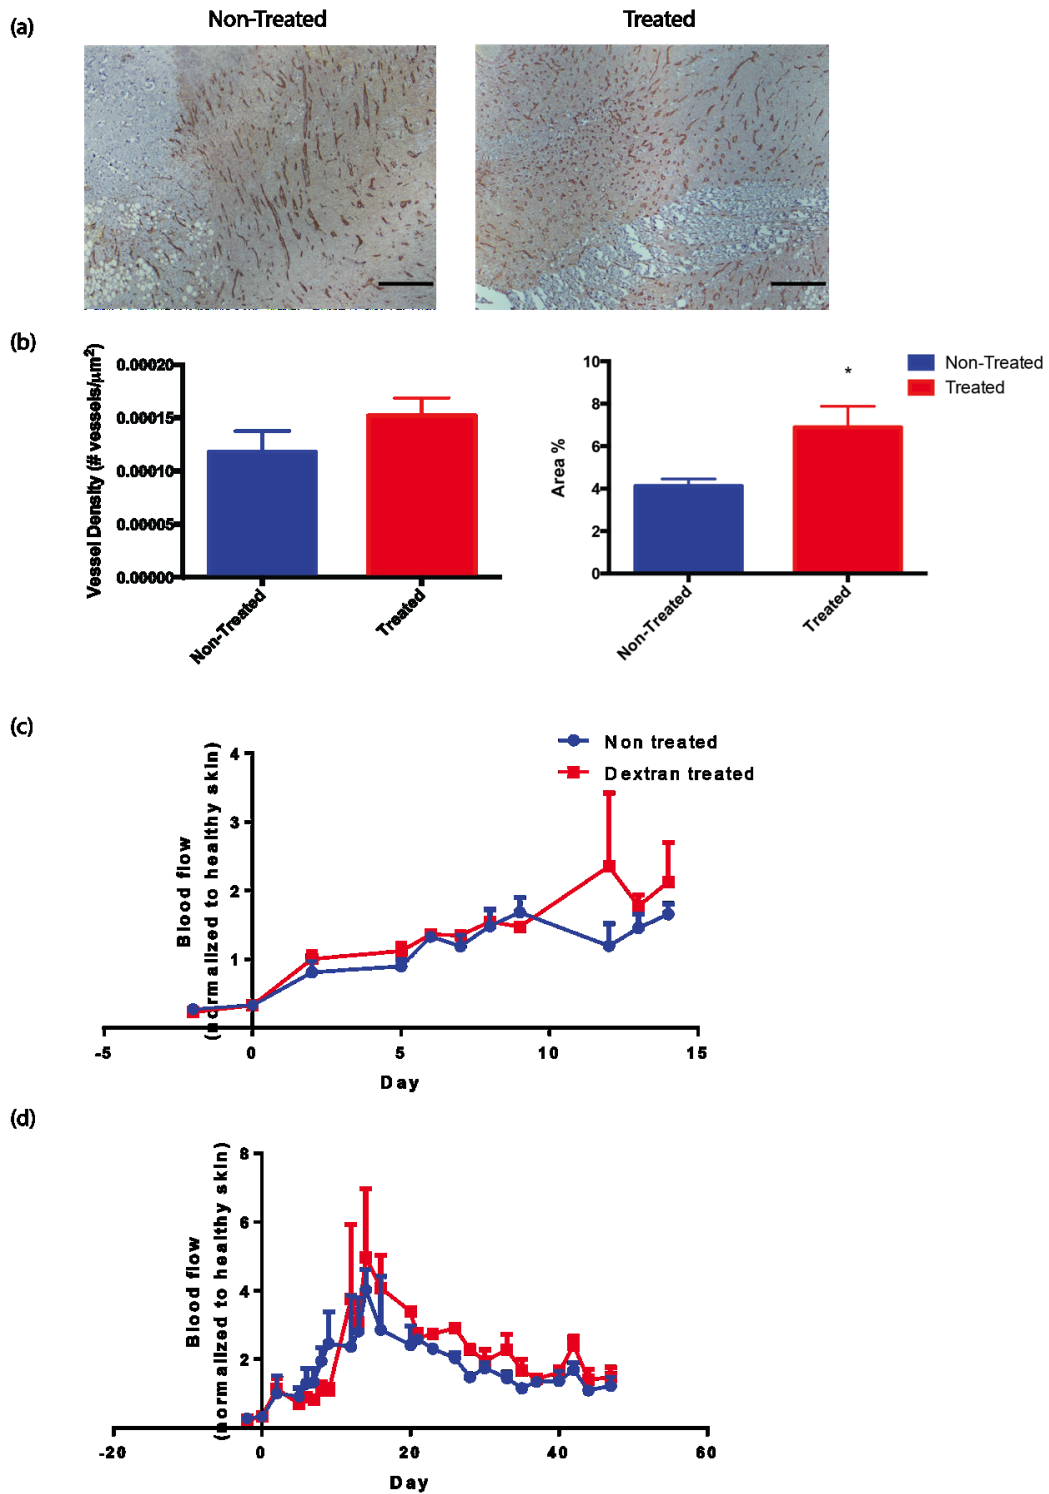 (a)
Non-Treated
Treated
(b)
Vessel Density (# vessels/μm²)
0.00020
0.00015
0.00010
0.00005
0.00000
Non-Treated
Treated
Area %
10
8
6
4
2
0
*
Non-Treated
Treated
Non-Treated
Treated
(c)
Blood flow
(normalized to healthy skin)
4
3
2
1
-5
0
5
10
15
Day
Non treated
Dextran treated
(d)
Blood flow
(normalized to healthy skin)
8
6
4
2
-20
0
20
40
60
Day